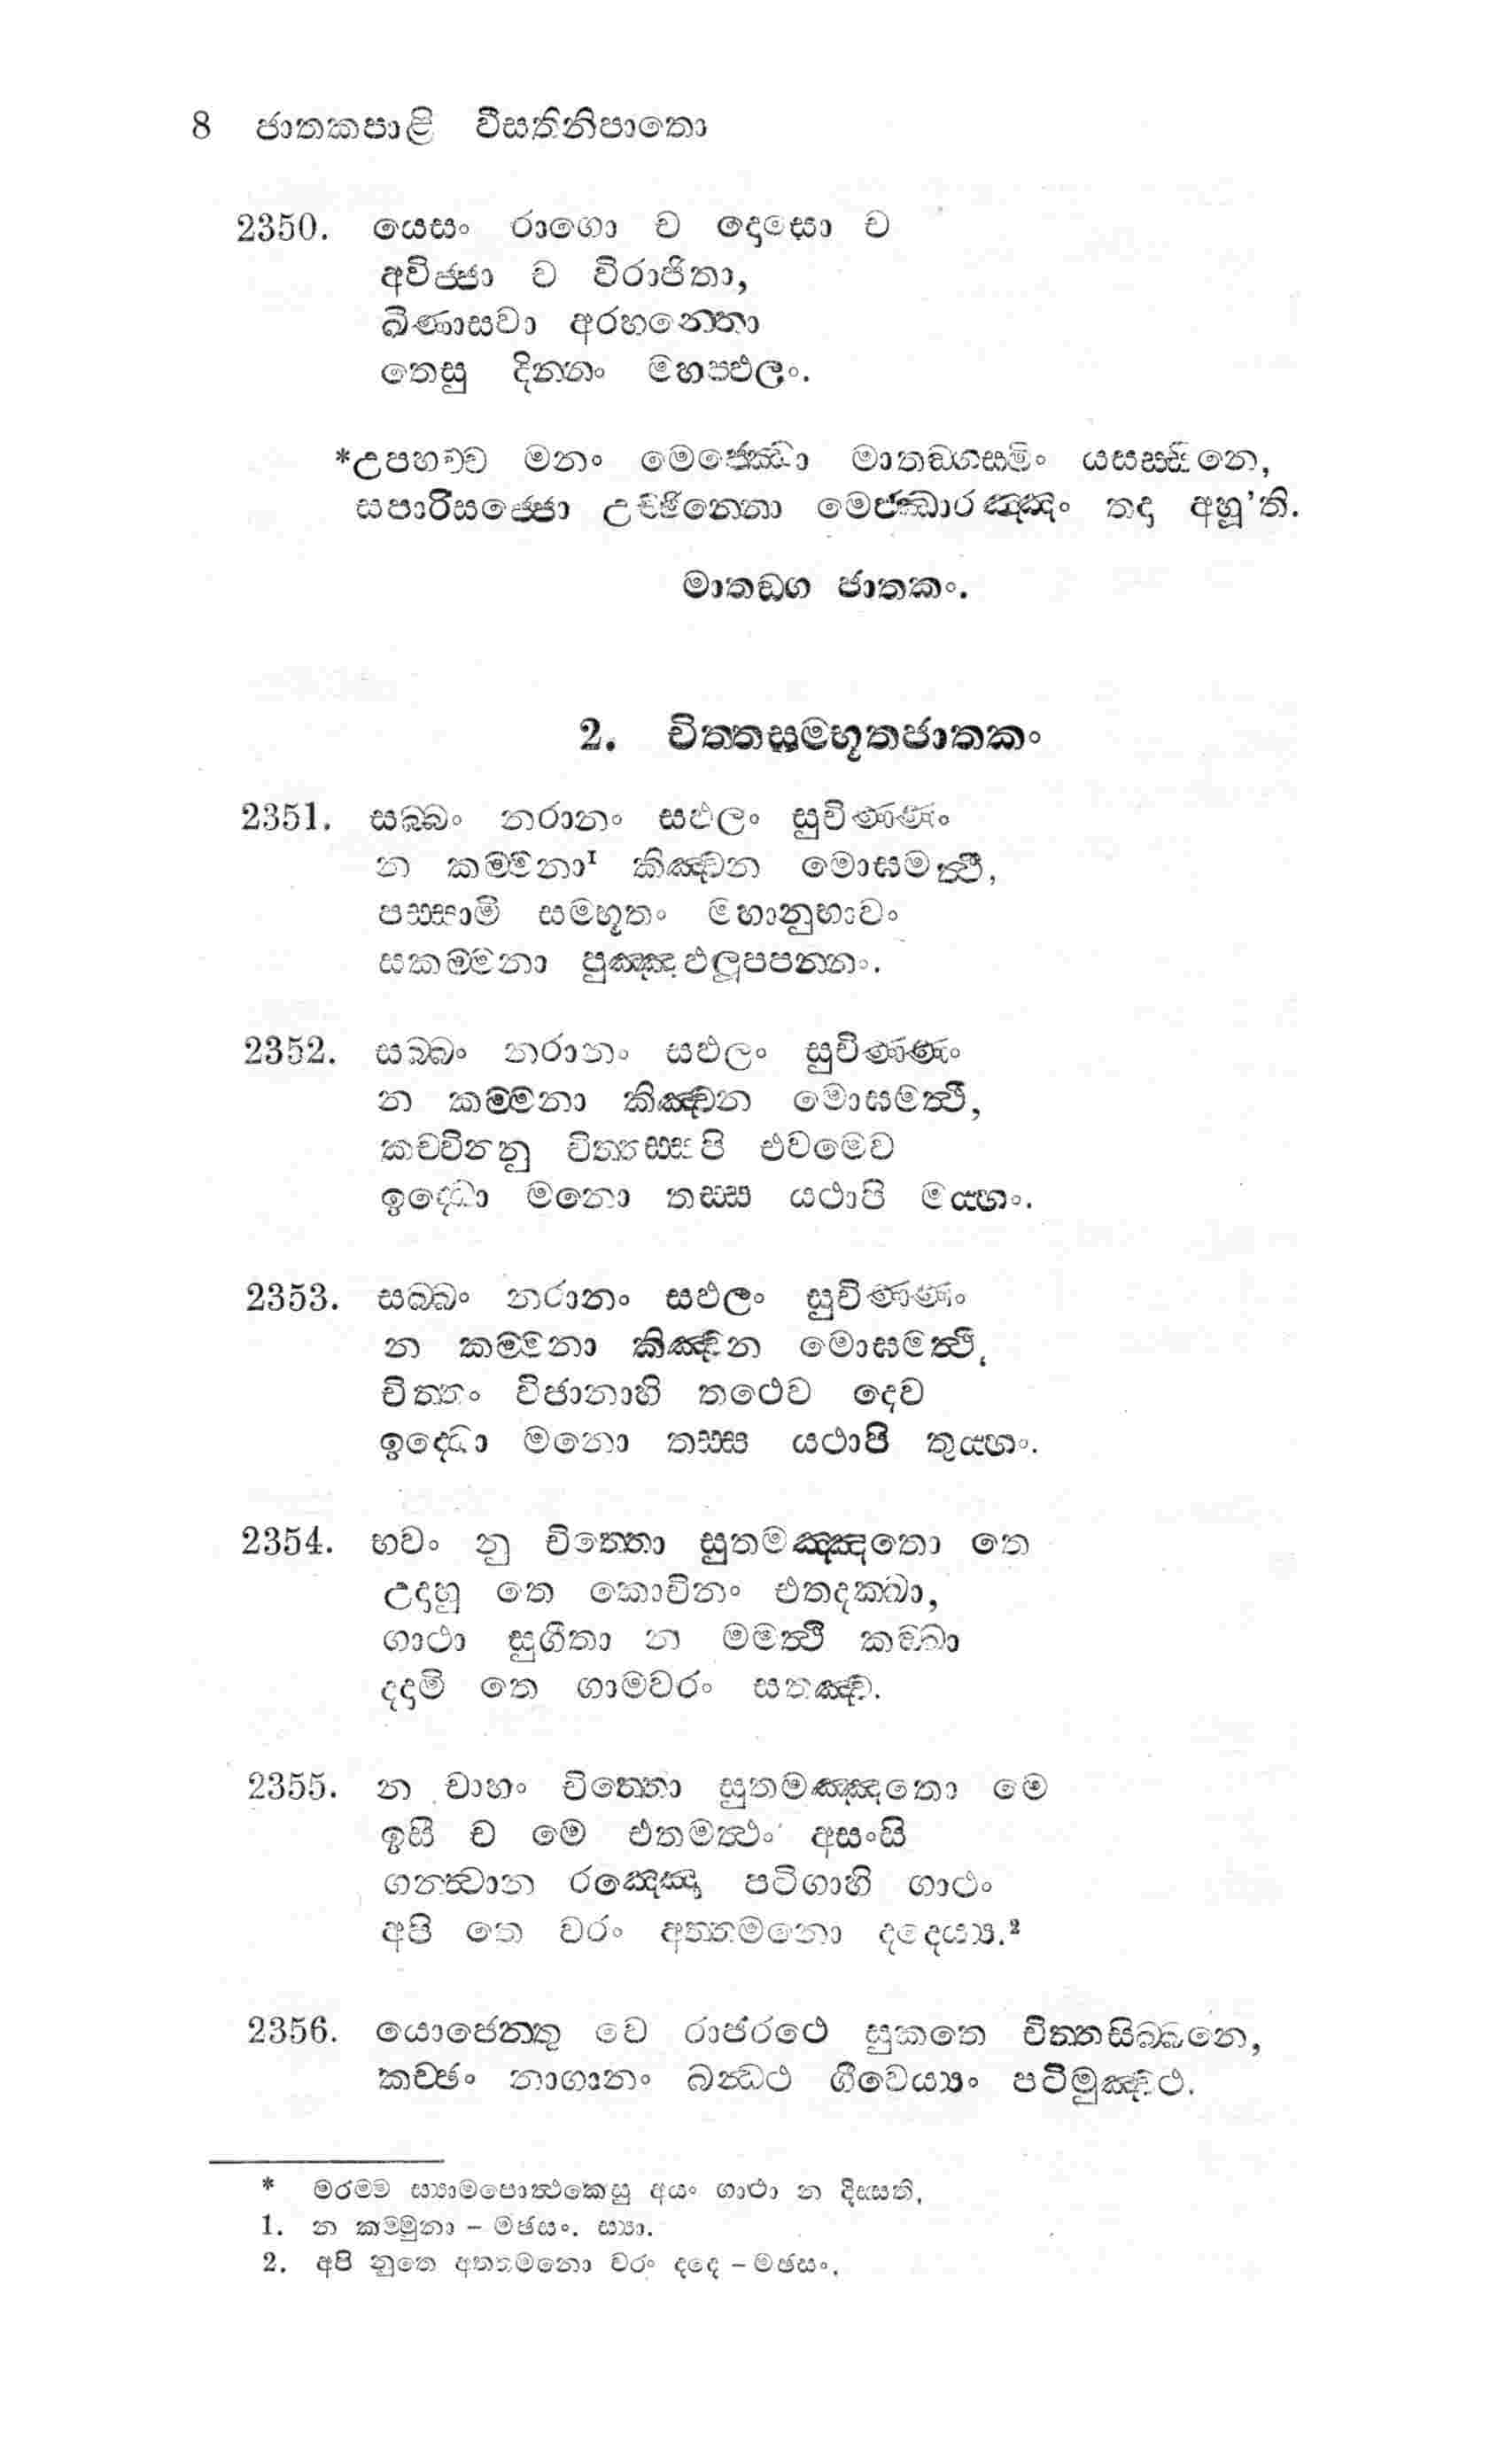 8 ජාතකපාළි වීසතිනිපාතො
2350. යෙසං රාගො ච දොසො ච
අවිජ්ජා ච විරාජිතා,
ඛීණාසවා අරහන්තො
තෙසු දින්නං මහප්ඵලං.
*උපහච්ච මනං මෙජ්ඣො මාතඞ්ගස්මිං යසස්සිනෙ,
සපාරිසජ්ජො උච්ඡින්නො මෙජ්ඣාරඤ්ඤං තදා අහූ'ති.
මාතඞ්ග ජාතකං.
2. චිත්තසම්භූතජාතකං
2351. සබ්බං නරානං සඵලං සුචිණ්ණං
න කම්මනා¹ කිඤ්චන මොඝමත්ථි,
පස්සාමි සම්භූතං මහානුභාවං
සකම්මනා පුඤ්ඤඵලූපපන්නං.
2352. සබ්බං නරානං සඵලං සුචිණ්ණං
න කම්මනා කිඤ්චන මොඝමත්ථි,
කච්චින්නු චිත්තස්සපි එවමෙව
ඉද්ධො මනො තස්ස යථාපි මය්හං.
2353. සබ්බං නරානං සඵලං සුචිණ්ණං
න කම්මනා කිඤ්චන මොඝමත්ථි,
චිත්තං විජානාහි තථෙව දෙව
ඉද්ධො මනො තස්ස යථාපි තුය්හං.
2354. භවං නු චිත්තො සුතමඤ්ඤතො තෙ
උදාහු තෙ කොචිනං එතදක්ඛා,
ගාථා සුගීතා න මමත්ථි කඞ්ඛා
දදාමි තෙ ගාමවරං සතඤ්ච.
2355. න චාහං චිත්තො සුතමඤ්ඤතො මෙ
ඉසී ච මෙ එතමත්ථං අසංසි
ගන්ත්වාන රඤ්ඤො පටිගාහි ගාථං
අපි තෙ වරං අත්තමනො දදෙය්‍ය.²
2356. යොජෙන්තු වෙ රාජරථෙ සුකතෙ චිත්තසිබ්බනෙ,
කච්ඡං නාගානං බන්ධථ ගීවෙය්‍යං පටිමුඤ්චථ.
* මරම්ම ස්‍යාමපොත්ථකෙසු අයං ගාථා න දිස්සති.
1. න කම්මුනා – මඡසං. ස්‍යා.
2. අපි නුතෙ අත්තමනො වරං දදෙ – මඡසං.